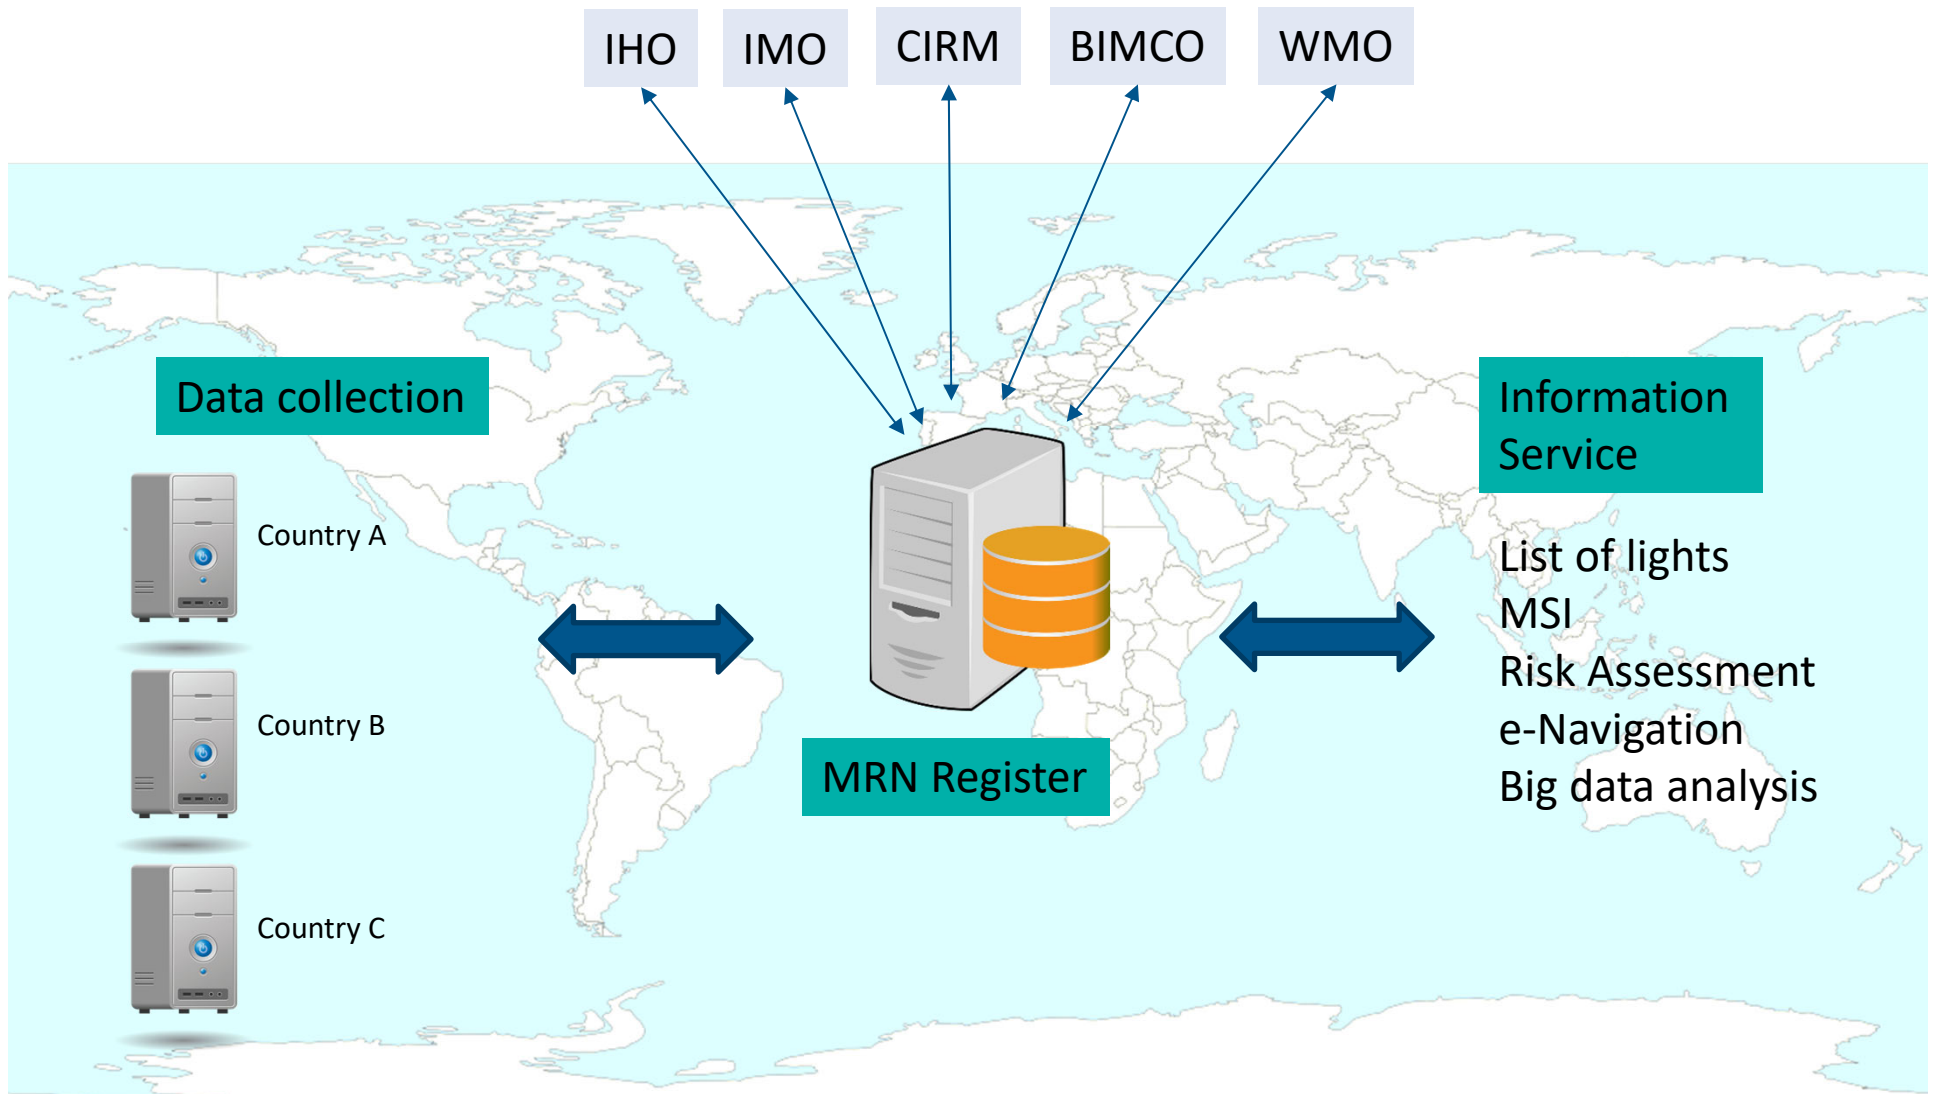 IHO
IMO
CIRM
BIMCO
WMO
Data collection
Country A
Country B
Country C
MRN Register
Information
Service
List of lights
MSI
Risk Assessment
e-Navigation
Big data analysis